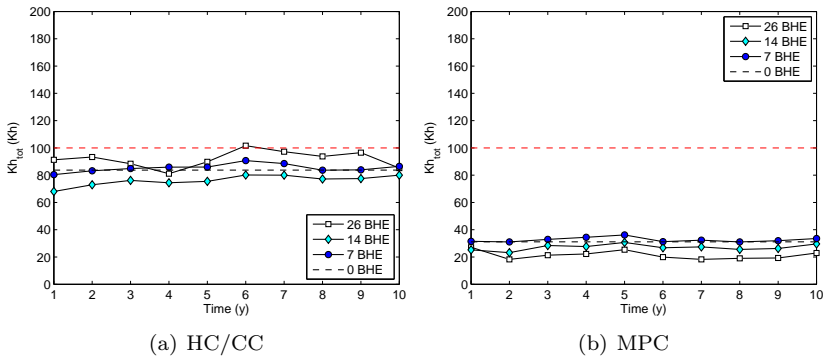 200
180
160
140
120
100
80
60
40
20
0
Kh_tot (Kh)
1 2 3 4 5 6 7 8 9 10
Time (y)
26 BHE
14 BHE
7 BHE
0 BHE
(a) HC/CC
200
180
160
140
120
100
80
60
40
20
0
Kh_tot (Kh)
1 2 3 4 5 6 7 8 9 10
Time (y)
26 BHE
14 BHE
7 BHE
0 BHE
(b) MPC